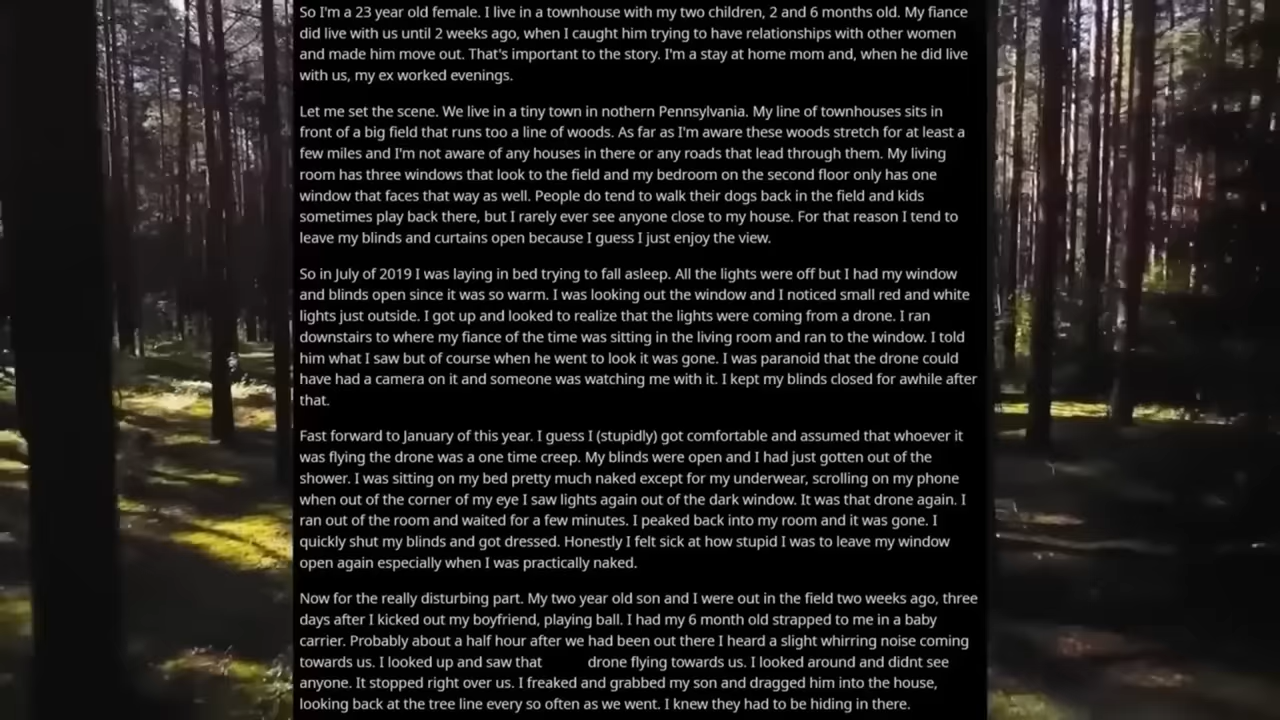 So I'm a 23 year old female. I live in a townhouse with my two children, 2 and 6 months old. My fiance
did live with us until 2 weeks ago, when I caught him trying to have relationships with other women
and made him move out. That's important to the story. I'm a stay at home mom and, when he did live
with us, my ex worked evenings.
Let me set the scene. We live in a tiny town in nothern Pennsylvania. My line of townhouses sits in
front of a big field that runs too a line of woods. As far as I'm aware these woods stretch for at least a
few miles and I'm not aware of any houses in there or any roads that lead through them. My living
room has three windows that look to the field and my bedroom on the second floor only has one
window that faces that way as well. People do tend to walk their dogs back in the field and kids
sometimes play back there, but I rarely ever see anyone close to my house. For that reason I tend to
leave my blinds and curtains open because I guess I just enjoy the view.
So in July of 2019 I was laying in bed trying to fall asleep. All the lights were off but I had my window
and blinds open since it was so warm. I was looking out the window and I noticed small red and white
lights just outside. I got up and looked to realize that the lights were coming from a drone. I ran
downstairs to where my fiance of the time was sitting in the living room and ran to the window. I told
him what I saw but of course when he went to look it was gone. I was paranoid that the drone could
have had a camera on it and someone was watching me with it. I kept my blinds closed for awhile after
that.
Fast forward to January of this year. I guess I (stupidly) got comfortable and assumed that whoever it
was flying the drone was a one time creep. My blinds were open and I had just gotten out of the
shower. I was sitting on my bed pretty much naked except for my underwear, scrolling on my phone
when out of the corner of my eye I saw lights again out of the dark window. It was that drone again. I
ran out of the room and waited for a few minutes. I peaked back into my room and it was gone. I
quickly shut my blinds and got dressed. Honestly I felt sick at how stupid I was to leave my window
open again especially when I was practically naked.
Now for the really disturbing part. My two year old son and I were out in the field two weeks ago, three
days after I kicked out my boyfriend, playing ball. I had my 6 month old strapped to me in a baby
carrier. Probably about a half hour after we had been out there I heard a slight whirring noise coming
towards us. I looked up and saw that drone flying towards us. I looked around and didnt see
anyone. It stopped right over us. I freaked and grabbed my son and dragged him into the house,
looking back at the tree line every so often as we went. I knew they had to be hiding in there.